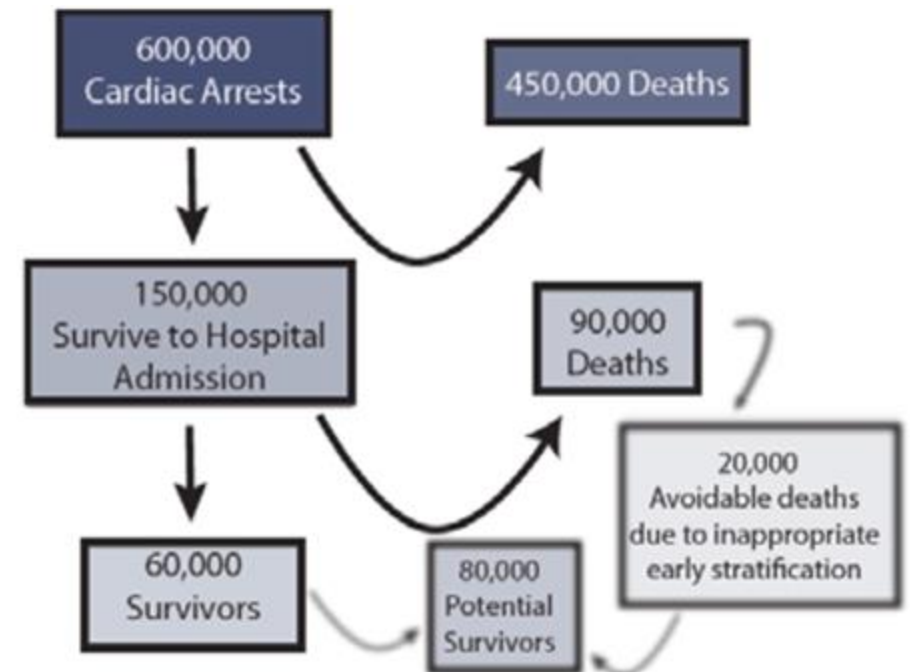 600,000
Cardiac Arrests
450,000 Deaths
150,000
Survive to Hospital
Admission
90,000
Deaths
20,000
Avoidable deaths
due to inappropriate
early stratification
60,000
Survivors
80,000
Potential
Survivors